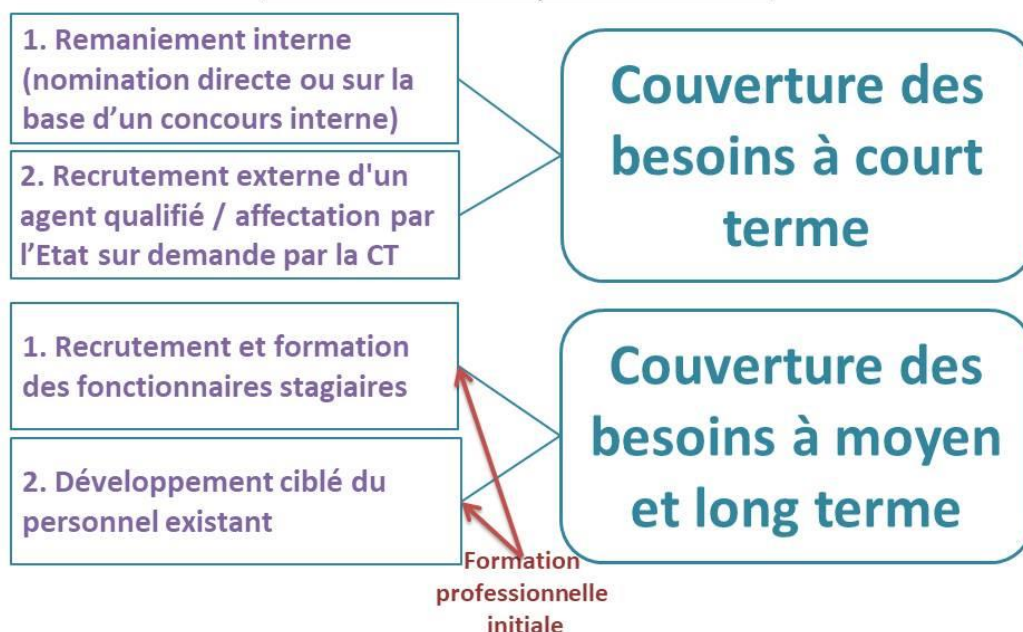 1. Remaniement interne
(nomination directe ou sur la
base d'un concours interne)
2. Recrutement externe d'un
agent qualifié / affectation par
l'Etat sur demande par la CT
Couverture des
besoins à court
terme
1. Recrutement et formation
des fonctionnaires stagiaires
2. Développement ciblé du
personnel existant
Couverture des
besoins à moyen
et long terme
Formation
professionnelle
initiale